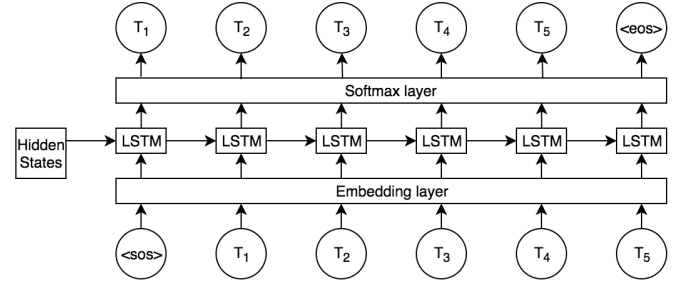 T1 T2 T3 T4 T5 <eos>
Softmax layer
Hidden
States
LSTM LSTM LSTM LSTM LSTM LSTM
Embedding layer
<sos> T1 T2 T3 T4 T5